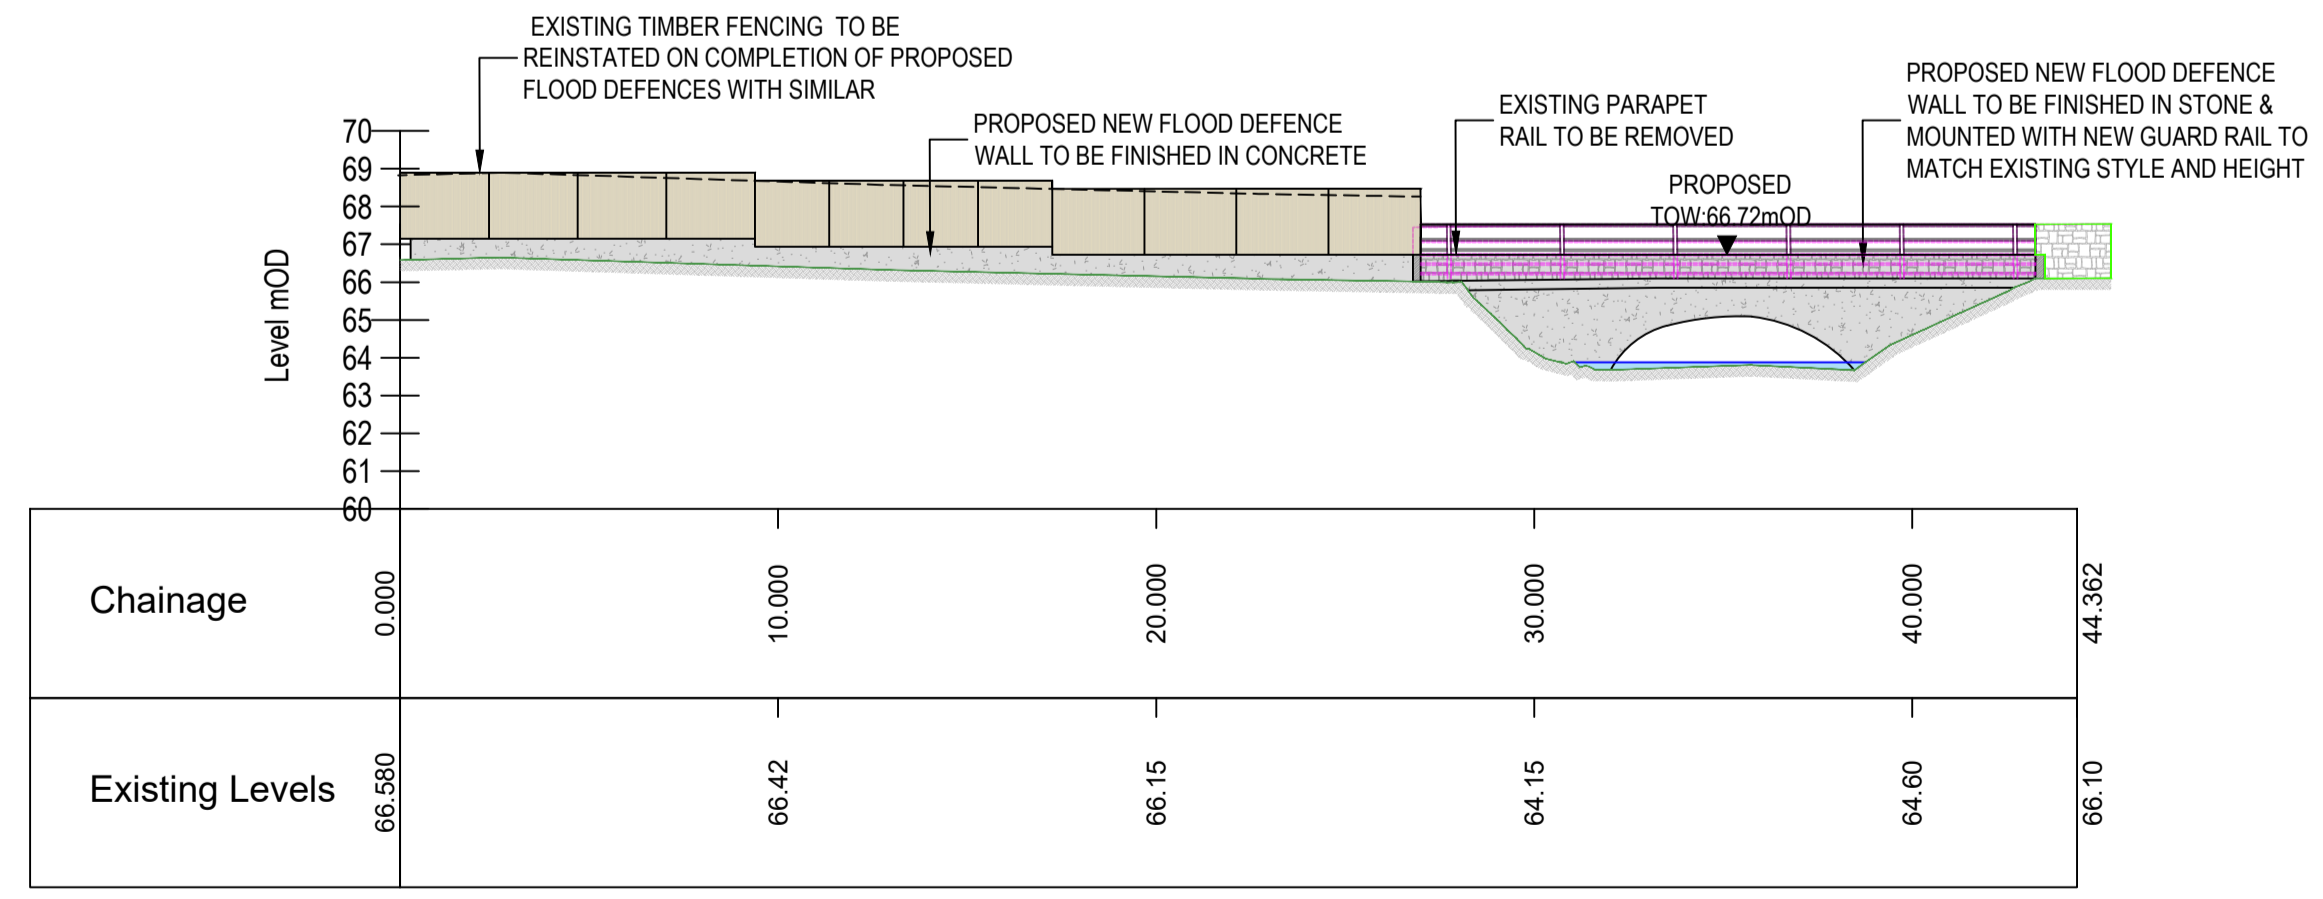 EXISTING TIMBER FENCING TO BE
REINSTATED ON COMPLETION OF PROPOSED
FLOOD DEFENCES WITH SIMILAR
PROPOSED NEW FLOOD DEFENCE
WALL TO BE FINISHED IN CONCRETE
EXISTING PARAPET
RAIL TO BE REMOVED
PROPOSED NEW FLOOD DEFENCE
WALL TO BE FINISHED IN STONE &
MOUNTED WITH NEW GUARD RAIL TO
MATCH EXISTING STYLE AND HEIGHT
PROPOSED
TOW:66.72mOD
Level mOD
70
69
68
67
66
65
64
63
62
61
60
Chainage
0.000
10.000
20.000
30.000
40.000
44.362
Existing Levels
66.580
66.42
66.15
64.15
64.60
66.10